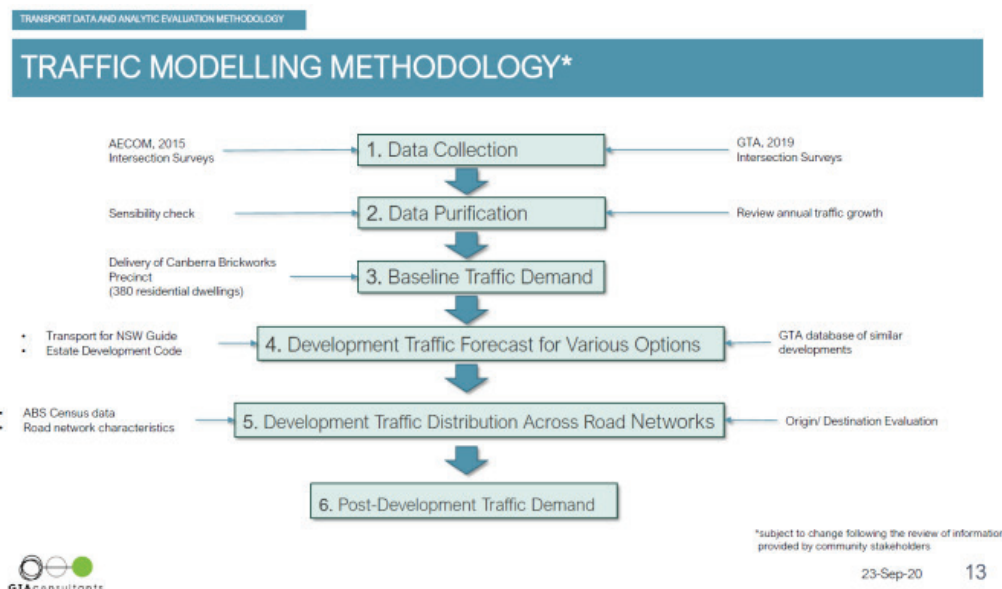 TRANSPORT DATA AND ANALYTIC EVALUATION METHODOLOGY
TRAFFIC MODELLING METHODOLOGY*
AECOM, 2015
Intersection Surveys
1. Data Collection
GTA, 2019
Intersection Surveys
Sensibility check
2. Data Purification
Review annual traffic growth
Delivery of Canberra Brickworks
Precinct
(380 residential dwellings)
3. Baseline Traffic Demand
• Transport for NSW Guide
• Estate Development Code
4. Development Traffic Forecast for Various Options
GTA database of similar
developments
• ABS Census data
• Road network characteristics
5. Development Traffic Distribution Across Road Networks
Origin/ Destination Evaluation
6. Post-Development Traffic Demand
*subject to change following the review of information
provided by community stakeholders
GTAconsultants
23-Sep-20
13